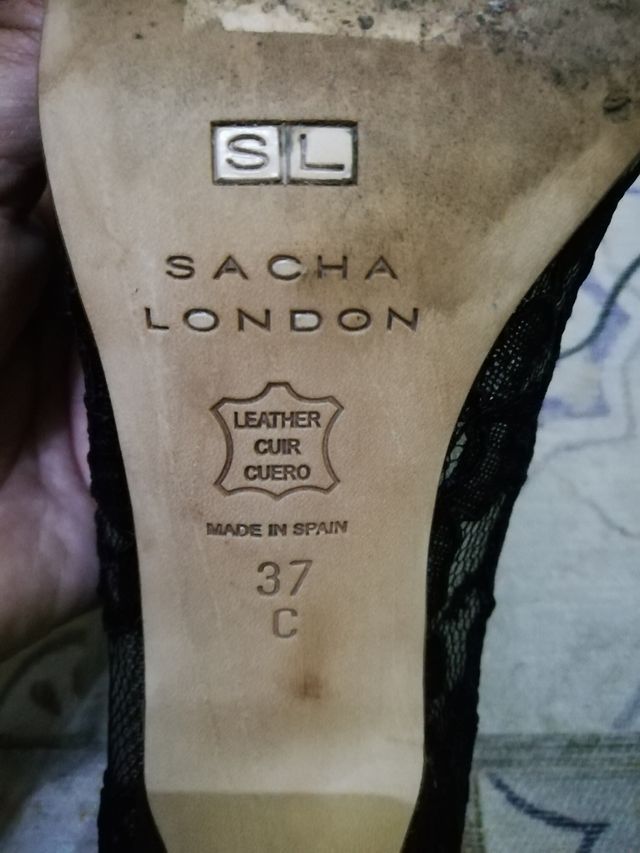 SL
SACHA
LONDON
LEATHER
CUIR
CUERO
MADE IN SPAIN
37
C